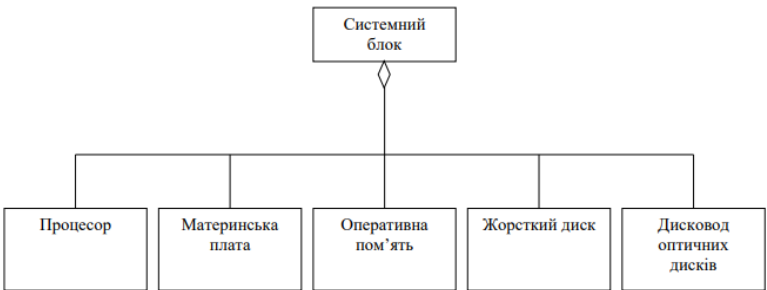 Системний
блок
Процесор
Материнська
плата
Оперативна
пом’ять
Жорсткий диск
Дисковод
оптичних
дисків